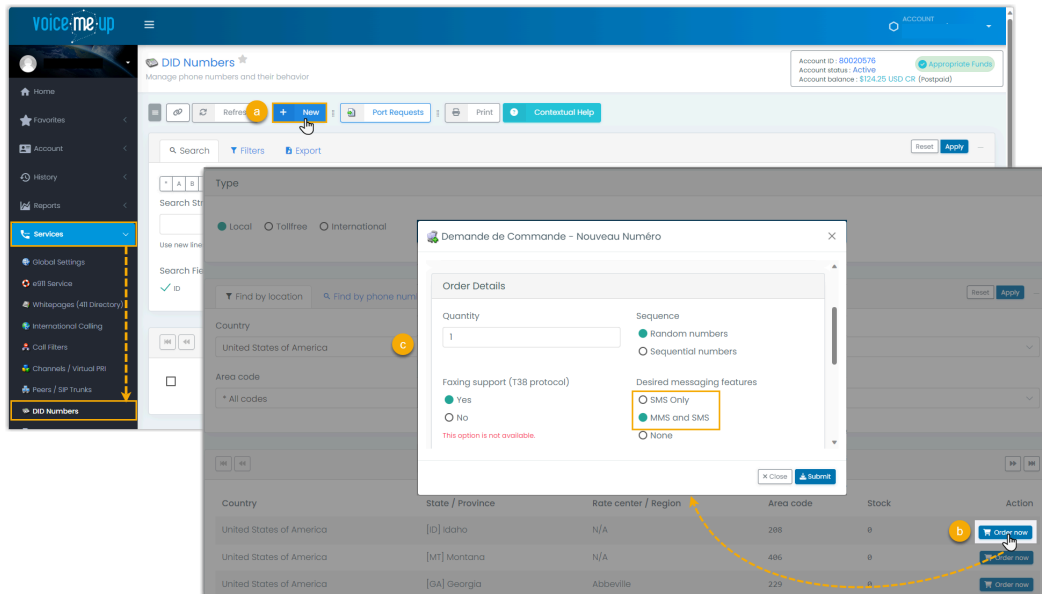 voice:me:up
ACCOUNT
DID Numbers
Manage phone numbers and their behavior
Account ID : 80020576
Account status : Active
Account balance : $124.25 USD CR (Postpaid)
Appropriate Funds
Home
Favorites
Account
History
Reports
Services
Global Settings
e911 Service
Whitepages (411 Directory)
International Calling
Call Filters
Channels / Virtual PRI
Peers / SIP Trunks
DID Numbers
a
+ New
Port Requests
Print
Contextual Help
Search
Filters
Export
Reset
Apply
* A B
Search Str
Use new line
Search Fie
ID
Type
Local
Tollfree
International
Find by location
Find by phone num
Reset
Apply
Country
United States of America
Area code
* All codes
c
Demande de Commande - Nouveau Numéro
Order Details
Quantity
1
Sequence
Random numbers
Sequential numbers
Faxing support (T38 protocol)
Yes
No
This option is not available.
Desired messaging features
SMS Only
MMS and SMS
None
× Close
Submit
Country State / Province Rate center / Region Area code Stock Action
United States of America [ID] Idaho N/A 208 0 Order now
b
United States of America [MT] Montana N/A 406 0 Order now
United States of America [GA] Georgia Abbeville 229 0 Order now